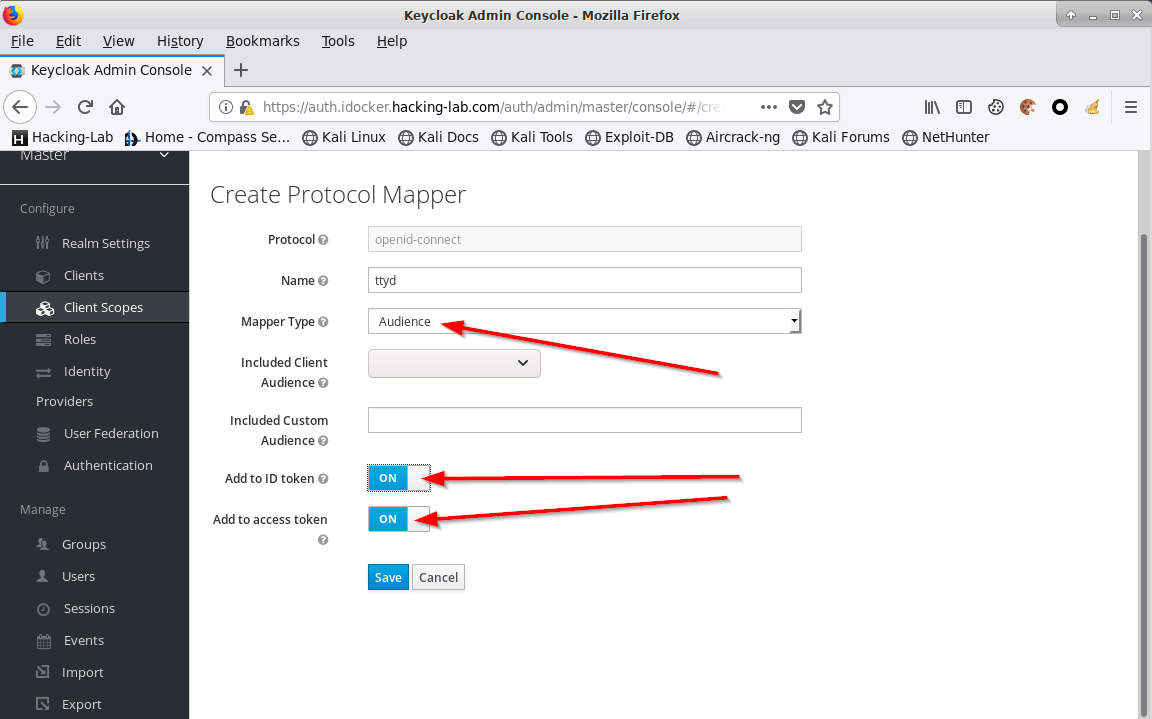 Keycloak Admin Console - Mozilla Firefox
File Edit View History Bookmarks Tools Help
Keycloak Admin Console
https://auth.idocker.hacking-lab.com/auth/admin/master/console/#/cre
Hacking-Lab Home - Compass Se... Kali Linux Kali Docs Kali Tools Exploit-DB Aircrack-ng Kali Forums NetHunter
Master
Configure
Realm Settings
Clients
Client Scopes
Roles
Identity
Providers
User Federation
Authentication
Manage
Groups
Users
Sessions
Events
Import
Export
Create Protocol Mapper
Protocol openid-connect
Name ttyd
Mapper Type Audience
Included Client
Audience
Included Custom
Audience
Add to ID token ON
Add to access token ON
Save Cancel